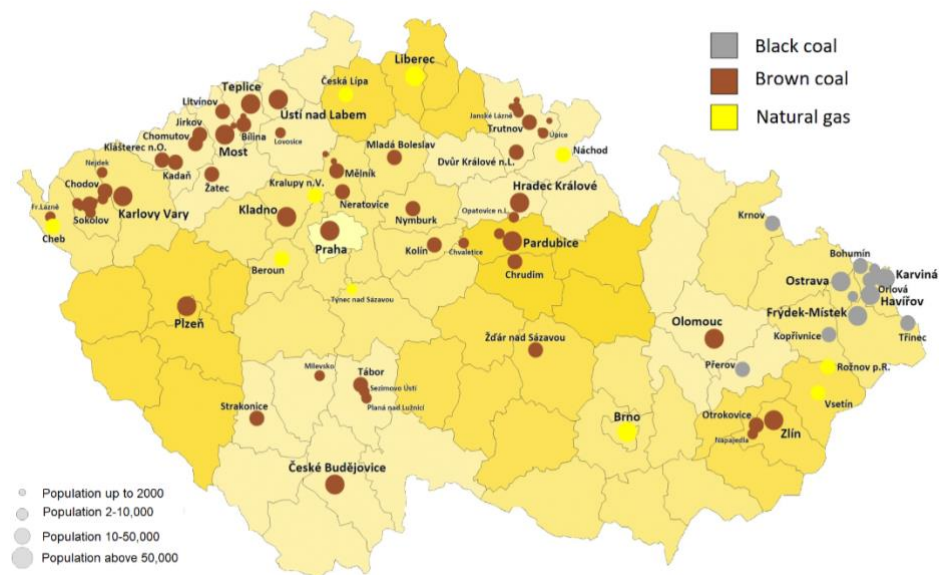 Black coal
Brown coal
Natural gas
Liberec
Česká Lípa
Teplice
Litvínov
Ústí nad Labem
Jirkov
Bílina
Chomutov
Lovosice
Klášterec n.O.
Most
Janské Lázně
Trutnov
Úpice
Mladá Boleslav
Náchod
Nejdek
Kadaň
Žatec
Dvůr Králové n.L.
Mělník
Chodov
Kralupy n.V.
Neratovice
Hradec Králové
Fr.Lázně
Sokolov
Karlovy Vary
Kladno
Nymburk
Opatovice n.L.
Krnov
Cheb
Praha
Kolín
Chvaletice
Pardubice
Bohumín
Beroun
Chrudim
Ostrava
Karviná
Orlová
Havířov
Týnec nad Sázavou
Plzeň
Olomouc
Frýdek-Místek
Žďár nad Sázavou
Kopřivnice
Třinec
Milevsko
Tábor
Přerov
Rožnov p.R.
Sezimovo Ústí
Planá nad Lužnicí
Strakonice
Vsetín
Brno
Otrokovice
Zlín
Napajedla
České Budějovice
Population up to 2000
Population 2-10,000
Population 10-50,000
Population above 50,000